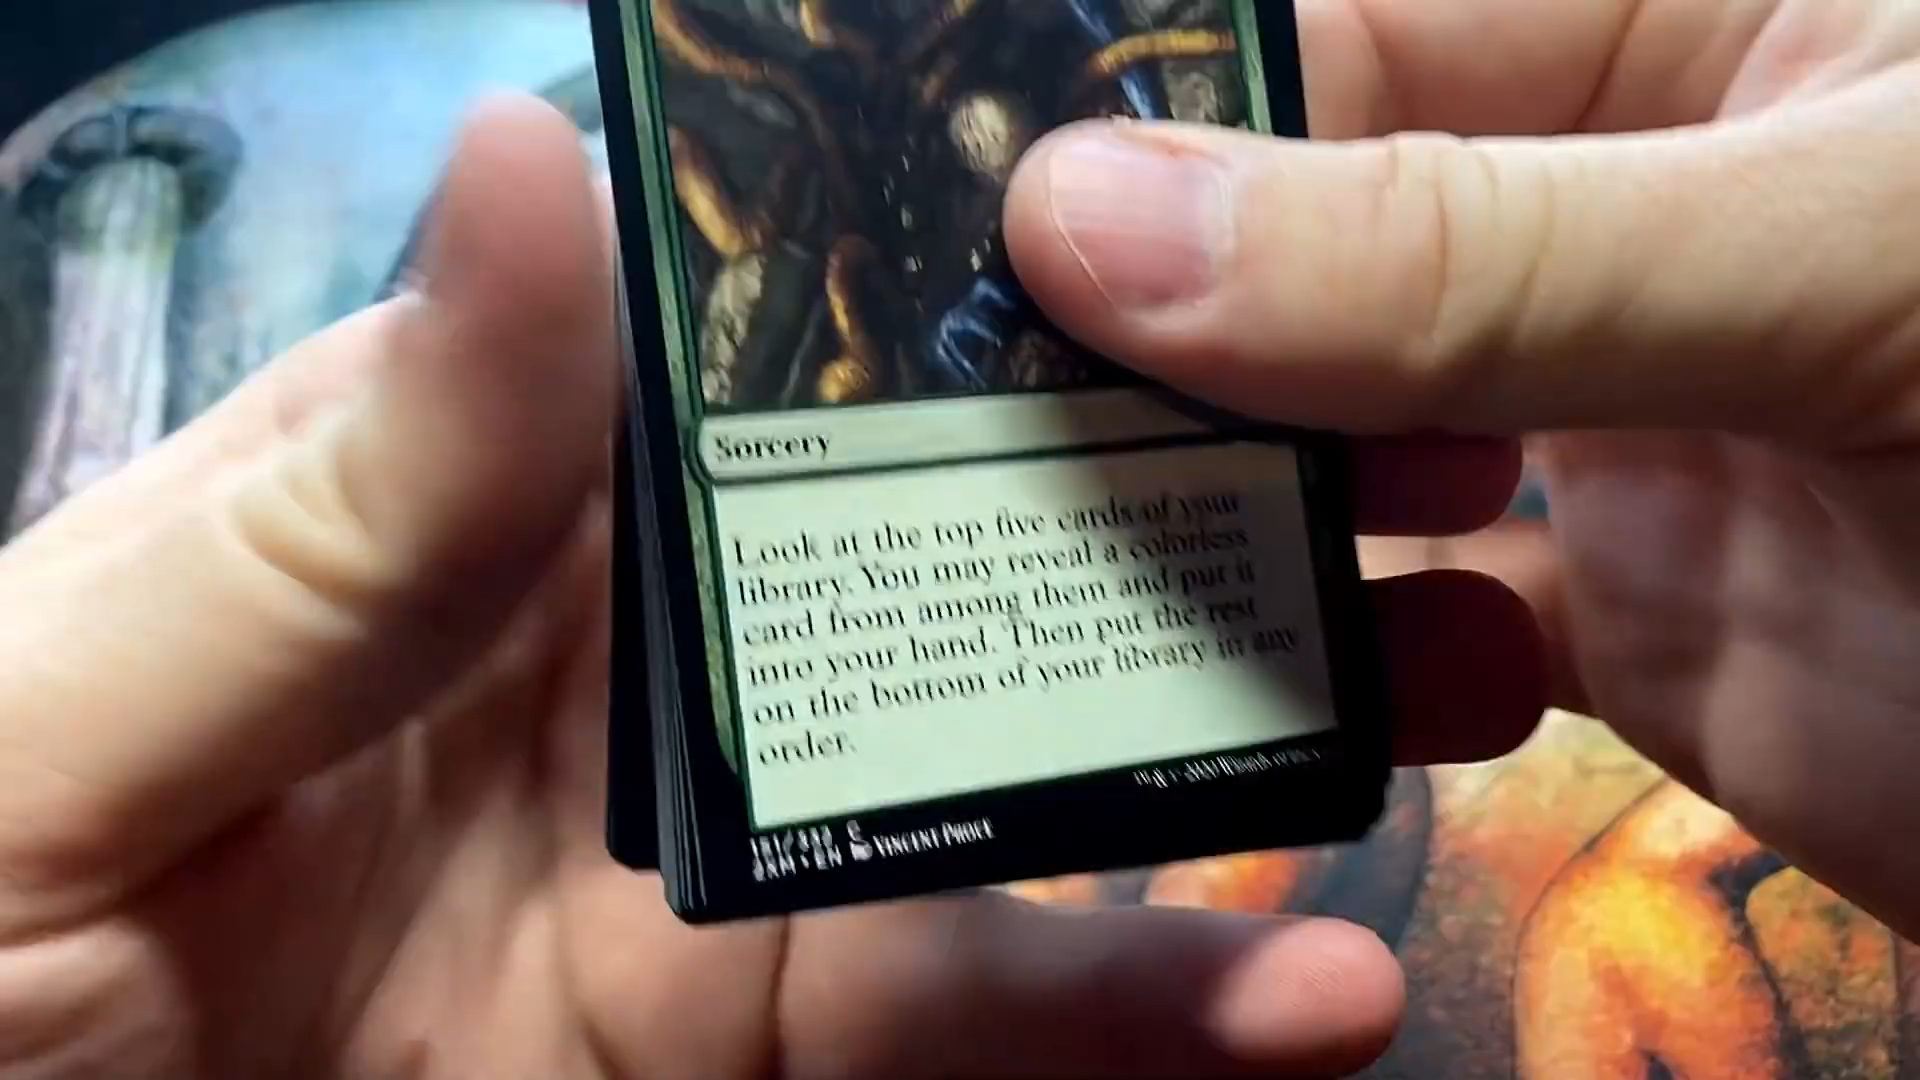 Sorcery
Look at the top five cards of your
library. You may reveal a colorless
card from among them and put it
into your hand. Then put the rest
on the bottom of your library in any
order.
EN VINCENT PROCE